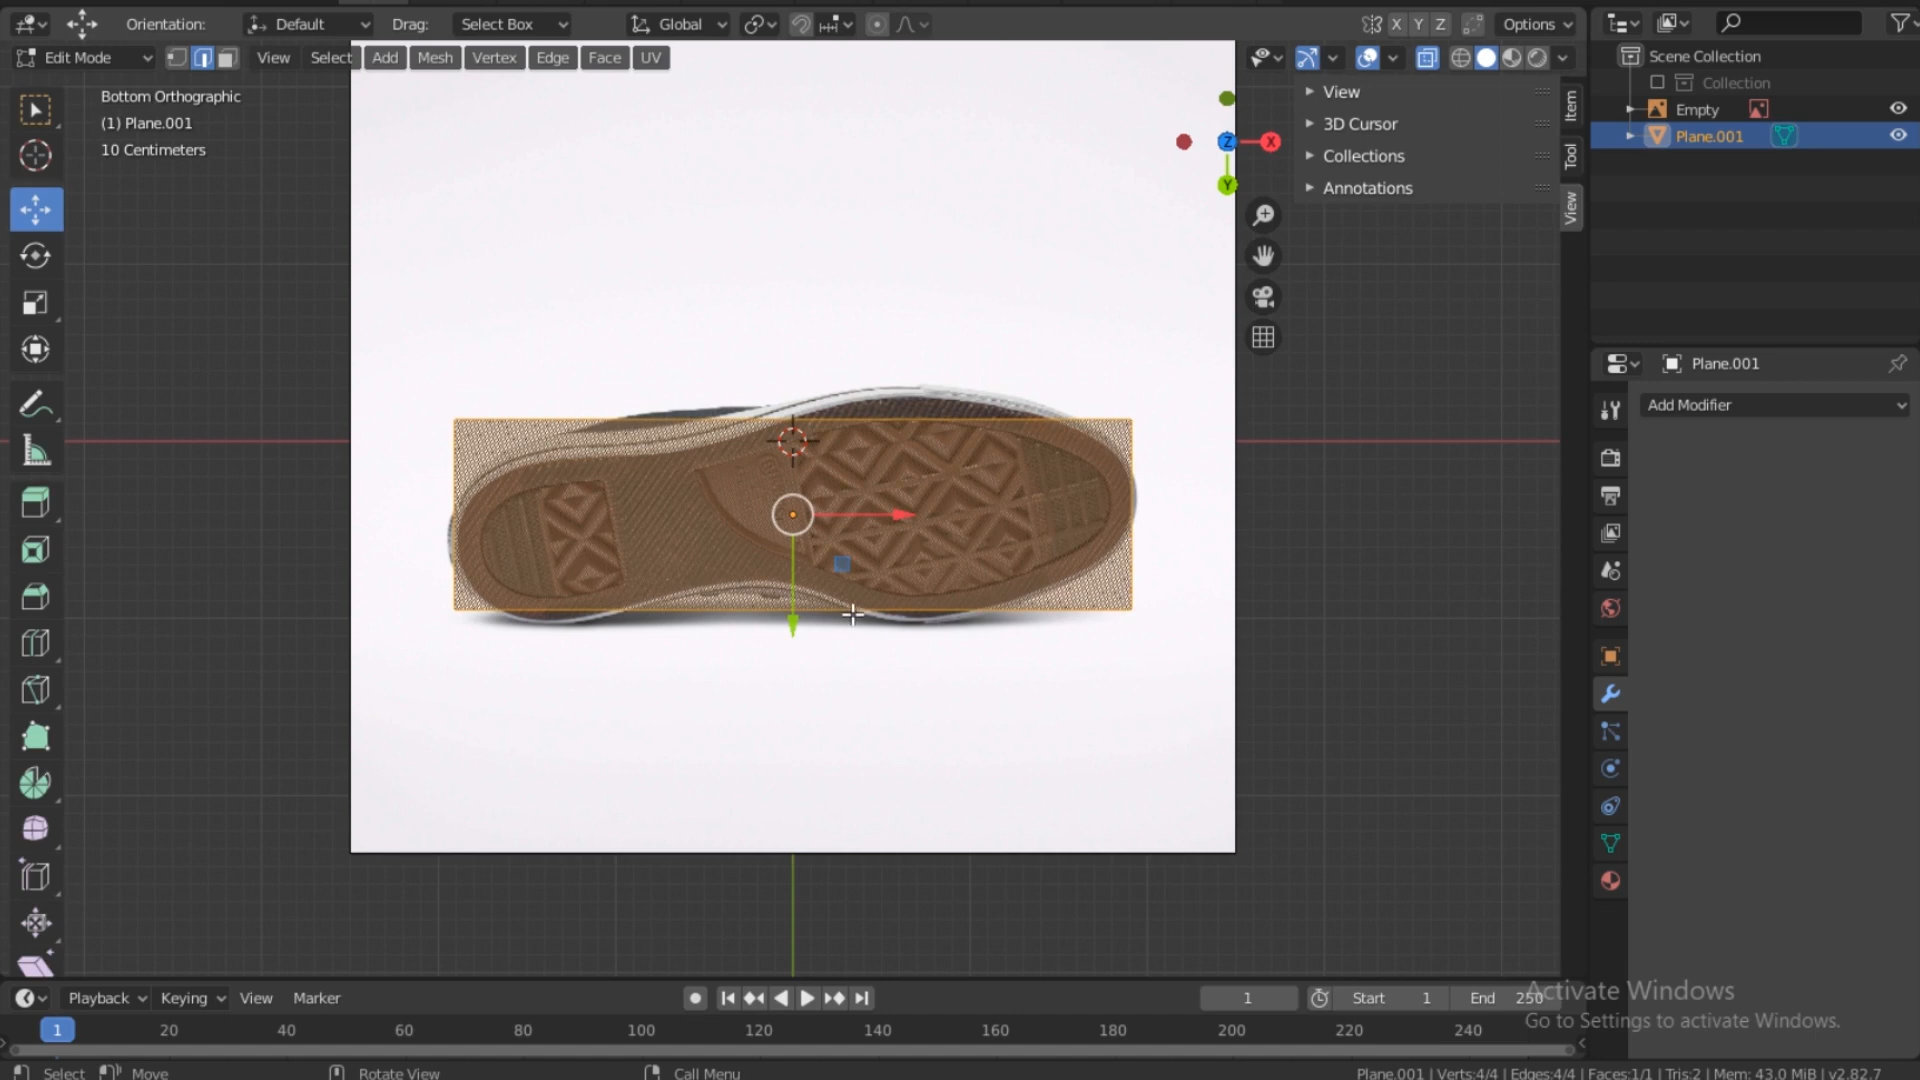 Orientation: Default Drag: Select Box Global X Y Z Options
Edit Mode View Select Add Mesh Vertex Edge Face UV
Bottom Orthographic
(1) Plane.001
10 Centimeters
Z X
Y
View
3D Cursor
Collections
Annotations
Item
Tool
View
Scene Collection
Collection
Empty
Plane.001
Plane.001
Add Modifier
Playback Keying View Marker 1 Start 1 End 250
1 20 40 60 80 100 120 140 160 180 200 220 240
Activate Windows
Go to Settings to activate Windows.
Select Move Rotate View Call Menu Plane.001 | Verts:4/4 | Edges:4/4 | Faces:1/1 | Tris:2 | Mem: 43.0 MiB | v2.82.7